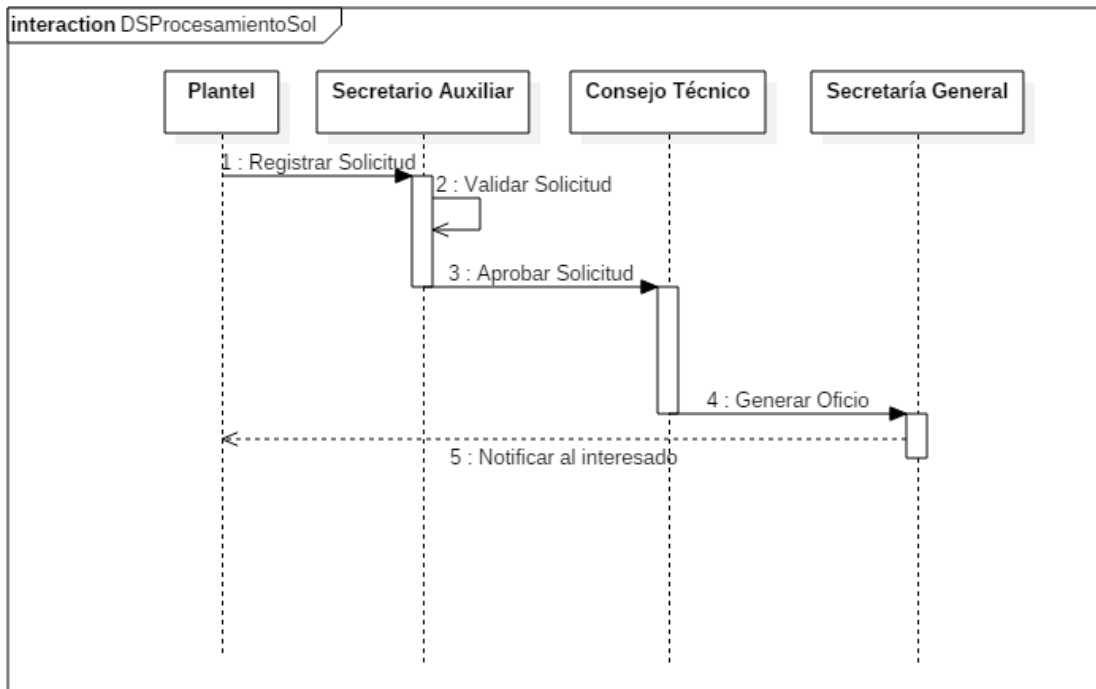 interaction DSProcesamientoSol
Plantel
Secretario Auxiliar
Consejo Técnico
Secretaría General
1 : Registrar Solicitud
2 : Validar Solicitud
3 : Aprobar Solicitud
4 : Generar Oficio
5 : Notificar al interesado